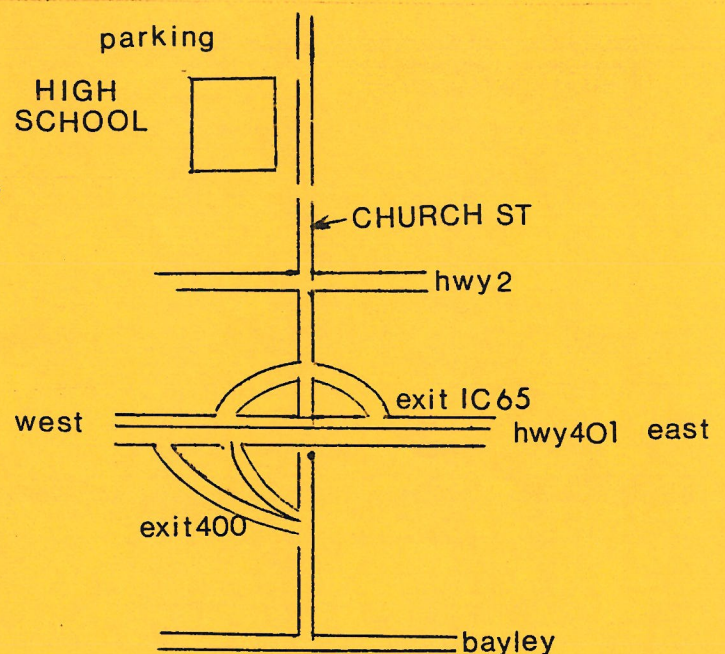 parking
HIGH
SCHOOL
CHURCH ST
hwy2
exit IC65
west
hwy401 east
exit400
bayley